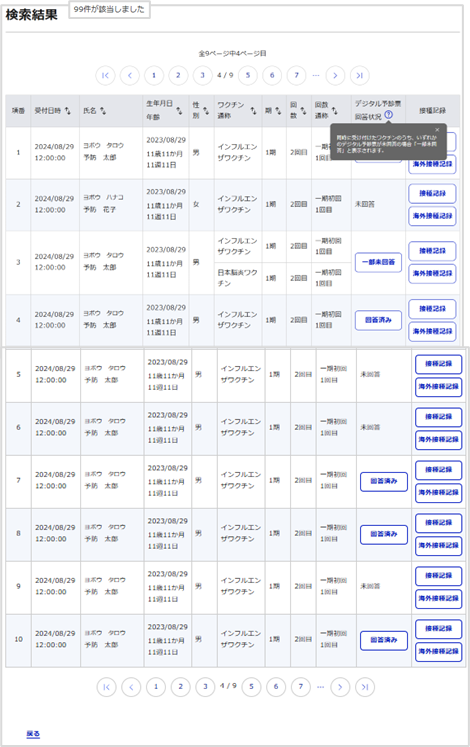 検索結果
99件が該当しました
全9ページ中4ページ目
1 2 3 4 / 9 5 6 7 …
項番 受付日時 氏名 生年月日 年齢 性別 ワクチン通称 期 回数 回数通称 デジタル予診票回答状況 接種記録
同時に受け付けたワクチンのうち、いずれかのデジタル予診票が未回答の場合「一部未回答」と表示されます。
1 2024/08/29 12:00:00 ヨボウ タロウ 予防 太郎 2023/08/29 11歳11か月11週11日 男 インフルエンザワクチン 1期 2回目 一期初 1回目 海外接種記録
2 2024/08/29 12:00:00 ヨボウ ハナコ 予防 花子 2023/08/29 11歳11か月11週11日 女 インフルエンザワクチン 1期 2回目 一期初回1回目 未回答 接種記録 海外接種記録
3 2024/08/29 12:00:00 ヨボウ タロウ 予防 太郎 2023/08/29 11歳11か月11週11日 男 インフルエンザワクチン 1期 2回目 一期初回1回目 一部未回答 接種記録 海外接種記録
日本脳炎ワクチン 1期 2回目 一期初回1回目
4 2024/08/29 12:00:00 ヨボウ タロウ 予防 太郎 2023/08/29 11歳11か月11週11日 男 インフルエンザワクチン 1期 2回目 一期初回1回目 回答済み 接種記録 海外接種記録
5 2024/08/29 12:00:00 ヨボウ タロウ 予防 太郎 2023/08/29 11歳11か月11週11日 男 インフルエンザワクチン 1期 2回目 一期初回1回目 未回答 接種記録 海外接種記録
6 2024/08/29 12:00:00 ヨボウ タロウ 予防 太郎 2023/08/29 11歳11か月11週11日 男 インフルエンザワクチン 1期 2回目 一期初回1回目 未回答 接種記録 海外接種記録
7 2024/08/29 12:00:00 ヨボウ タロウ 予防 太郎 2023/08/29 11歳11か月11週11日 男 インフルエンザワクチン 1期 2回目 一期初回1回目 回答済み 接種記録 海外接種記録
8 2024/08/29 12:00:00 ヨボウ タロウ 予防 太郎 2023/08/29 11歳11か月11週11日 男 インフルエンザワクチン 1期 2回目 一期初回1回目 回答済み 接種記録 海外接種記録
9 2024/08/29 12:00:00 ヨボウ タロウ 予防 太郎 2023/08/29 11歳11か月11週11日 男 インフルエンザワクチン 1期 2回目 一期初回1回目 未回答 接種記録 海外接種記録
10 2024/08/29 12:00:00 ヨボウ タロウ 予防 太郎 2023/08/29 11歳11か月11週11日 男 インフルエンザワクチン 1期 2回目 一期初回1回目 回答済み 接種記録 海外接種記録
1 2 3 4 / 9 5 6 7 …
戻る